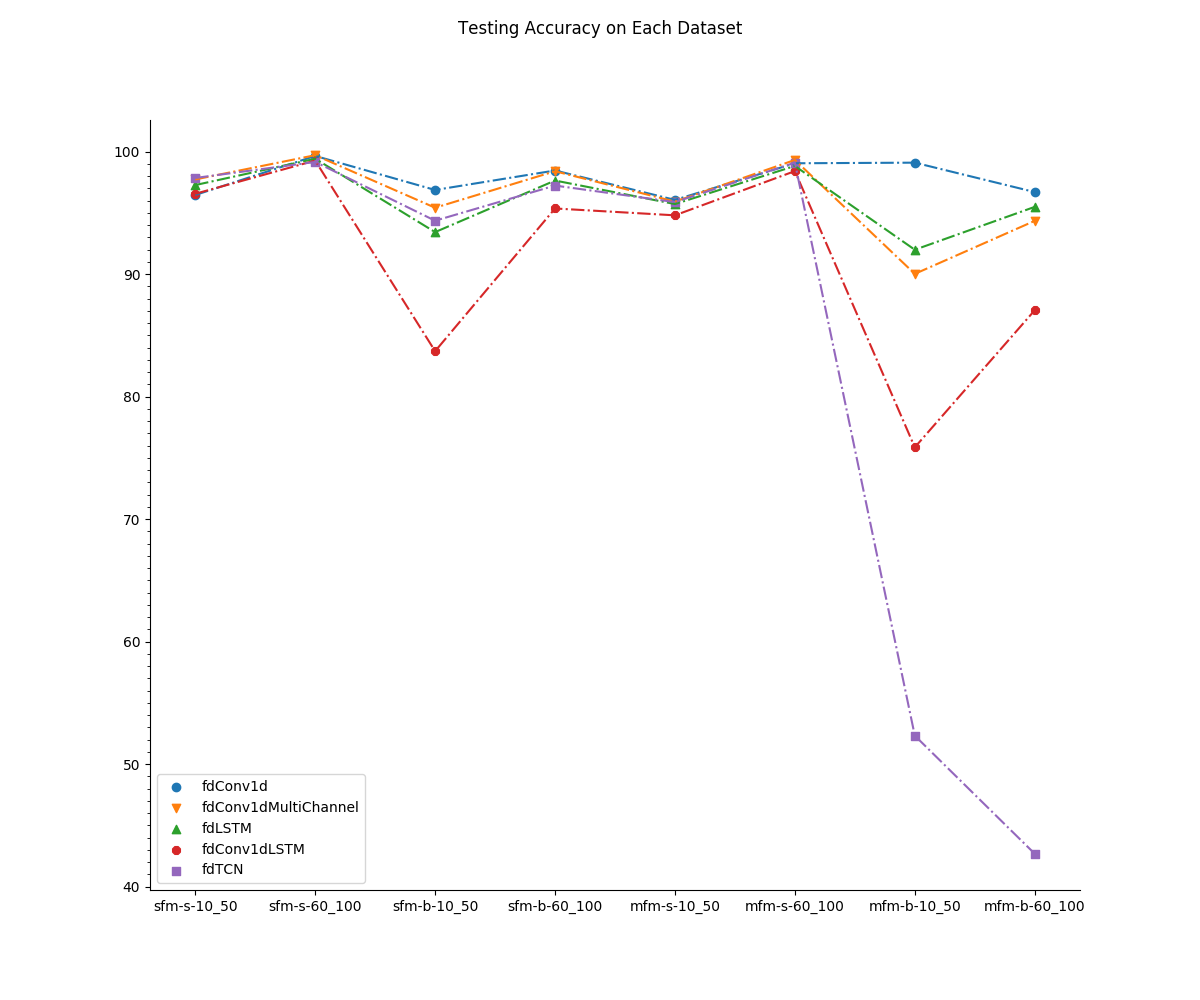 Testing Accuracy on Each Dataset
100
90
80
70
60
50
40
fdConv1d
fdConv1dMultiChannel
fdLSTM
fdConv1dLSTM
fdTCN
sfm-s-10_50 sfm-s-60_100 sfm-b-10_50 sfm-b-60_100 mfm-s-10_50 mfm-s-60_100 mfm-b-10_50 mfm-b-60_100